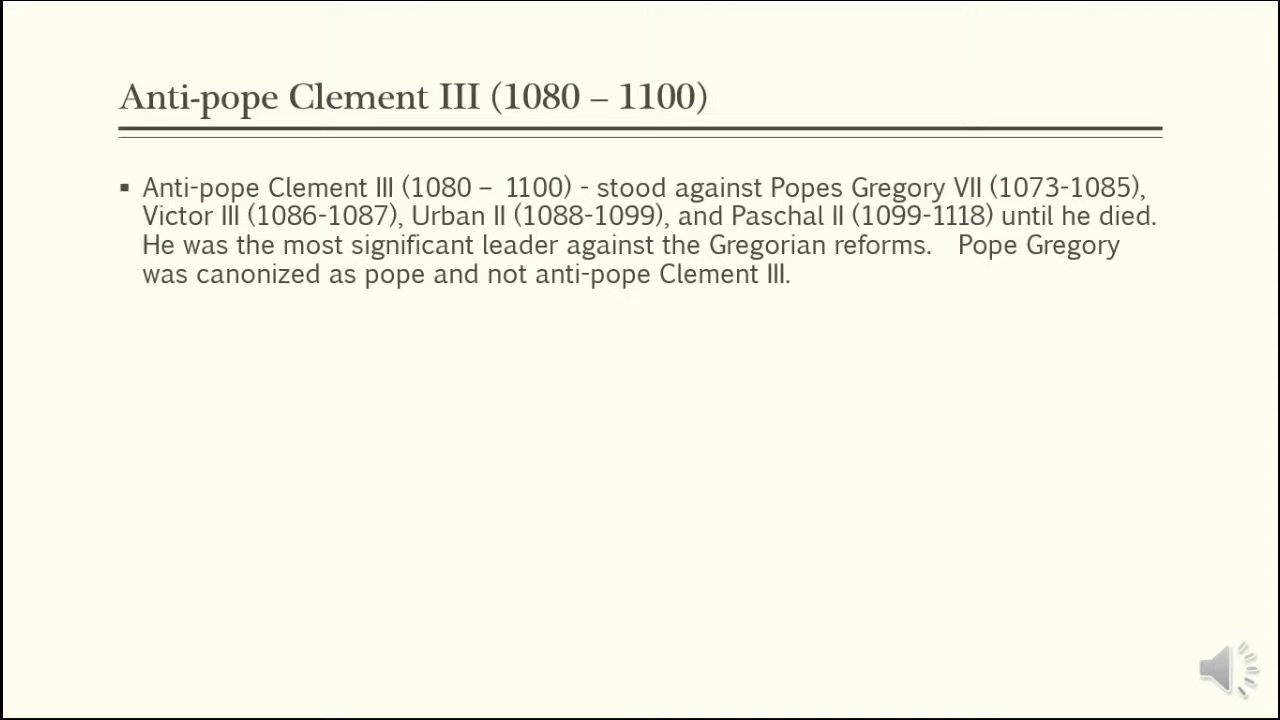 Anti-pope Clement III (1080 – 1100)
▪ Anti-pope Clement III (1080 –  1100) - stood against Popes Gregory VII (1073-1085),
Victor III (1086-1087), Urban II (1088-1099), and Paschal II (1099-1118) until he died.
He was the most significant leader against the Gregorian reforms.   Pope Gregory
was canonized as pope and not anti-pope Clement III.